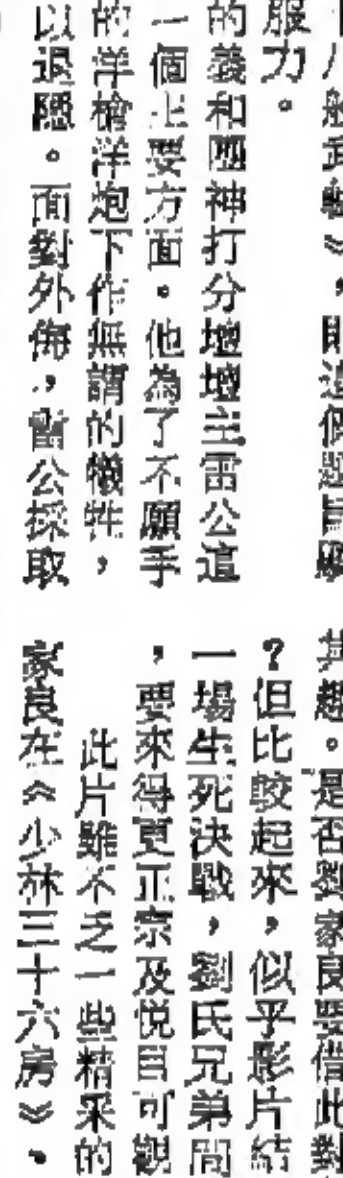 十八般武藝》，則這個題旨顯
服力。
的義和團神打分壇壇主雷公這
一個主要方面。他為了不願手
的洋槍洋炮下作無謂的犧牲，
以退隱。面對外侮，雷公採取
其趣。是否劉家良要借此對
？但比較起來，似乎影片結
一場生死決戰，劉氏兄弟間
，要來得更正宗及悅目可觀
此片雖不乏一些精采的
家良在《少林三十六房》、